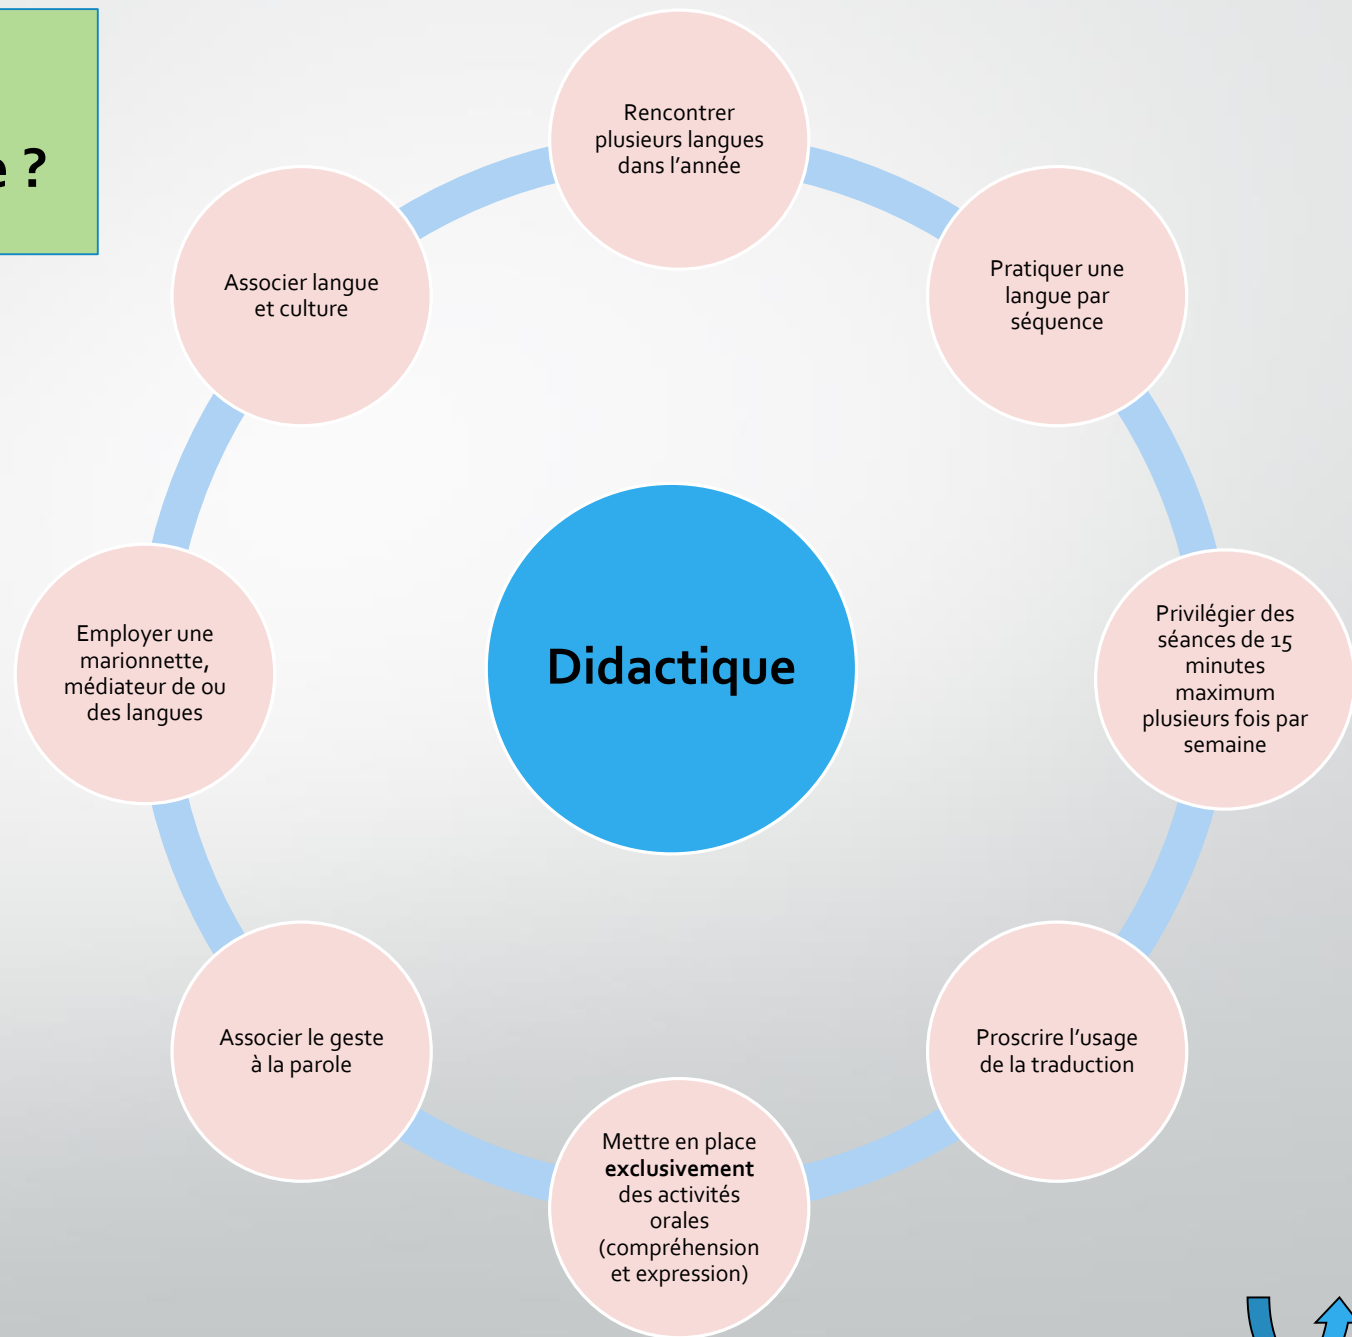 e ?
Rencontrer
plusieurs langues
dans l’année
Pratiquer une
langue par
séquence
Privilégier des
séances de 15
minutes
maximum
plusieurs fois par
semaine
Proscrire l’usage
de la traduction
Mettre en place
exclusivement
des activités
orales
(compréhension
et expression)
Associer le geste
à la parole
Employer une
marionnette,
médiateur de ou
des langues
Associer langue
et culture
Didactique